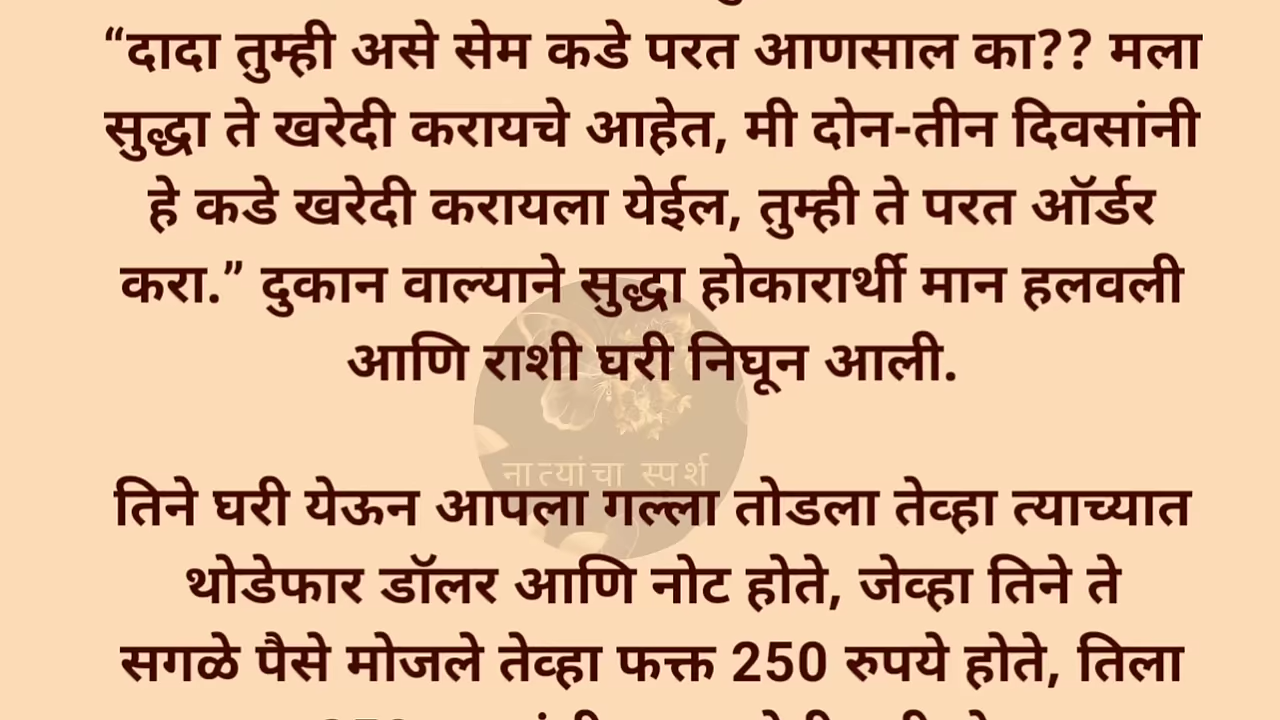 “दादा तुम्ही असे सेम कडे परत आणसाल का?? मला
सुद्धा ते खरेदी करायचे आहेत, मी दोन-तीन दिवसांनी
हे कडे खरेदी करायला येईल, तुम्ही ते परत ऑर्डर
करा.” दुकान वाल्याने सुद्धा होकारार्थी मान हलवली
आणि राशी घरी निघून आली.
नात्यांचा स्पर्श
तिने घरी येऊन आपला गल्ला तोडला तेव्हा त्याच्यात
थोडेफार डॉलर आणि नोट होते, जेव्हा तिने ते
सगळे पैसे मोजले तेव्हा फक्त 250 रुपये होते, तिला